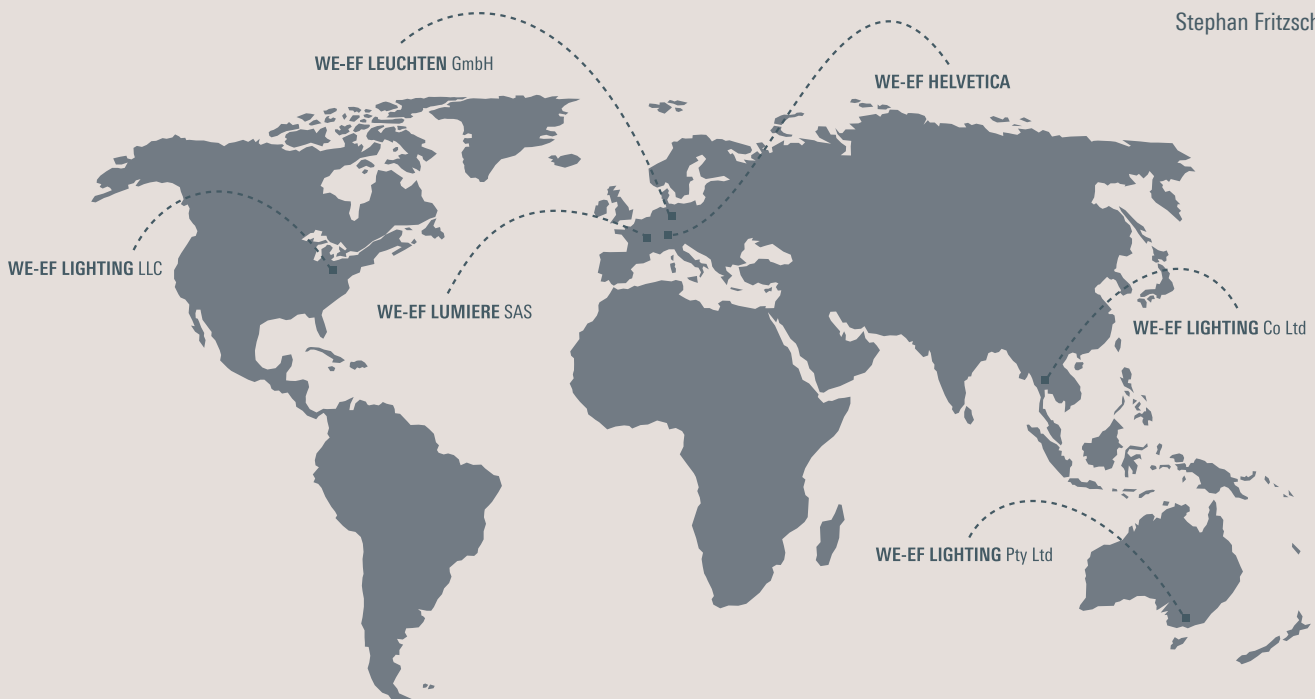 Stephan
WE-EF LEUCHTEN GmbH
WE-EF HELVETICA
WE-EF LIGHTING LLC
WE-EF LUMIERE SAS
WE-EF LIGHTING Co Ltd
WE-EF LIGHTING Pty Ltd